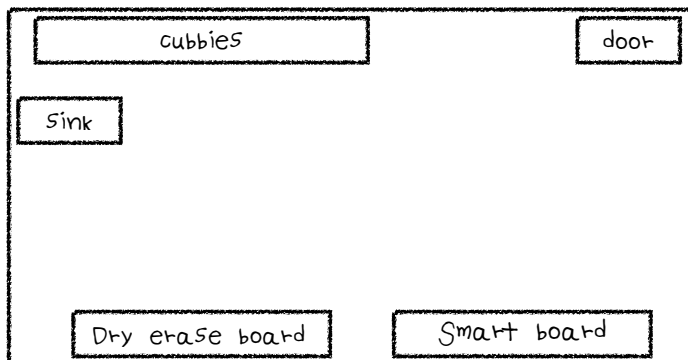 cubbies
door
Sink
Dry erase board
Smart board